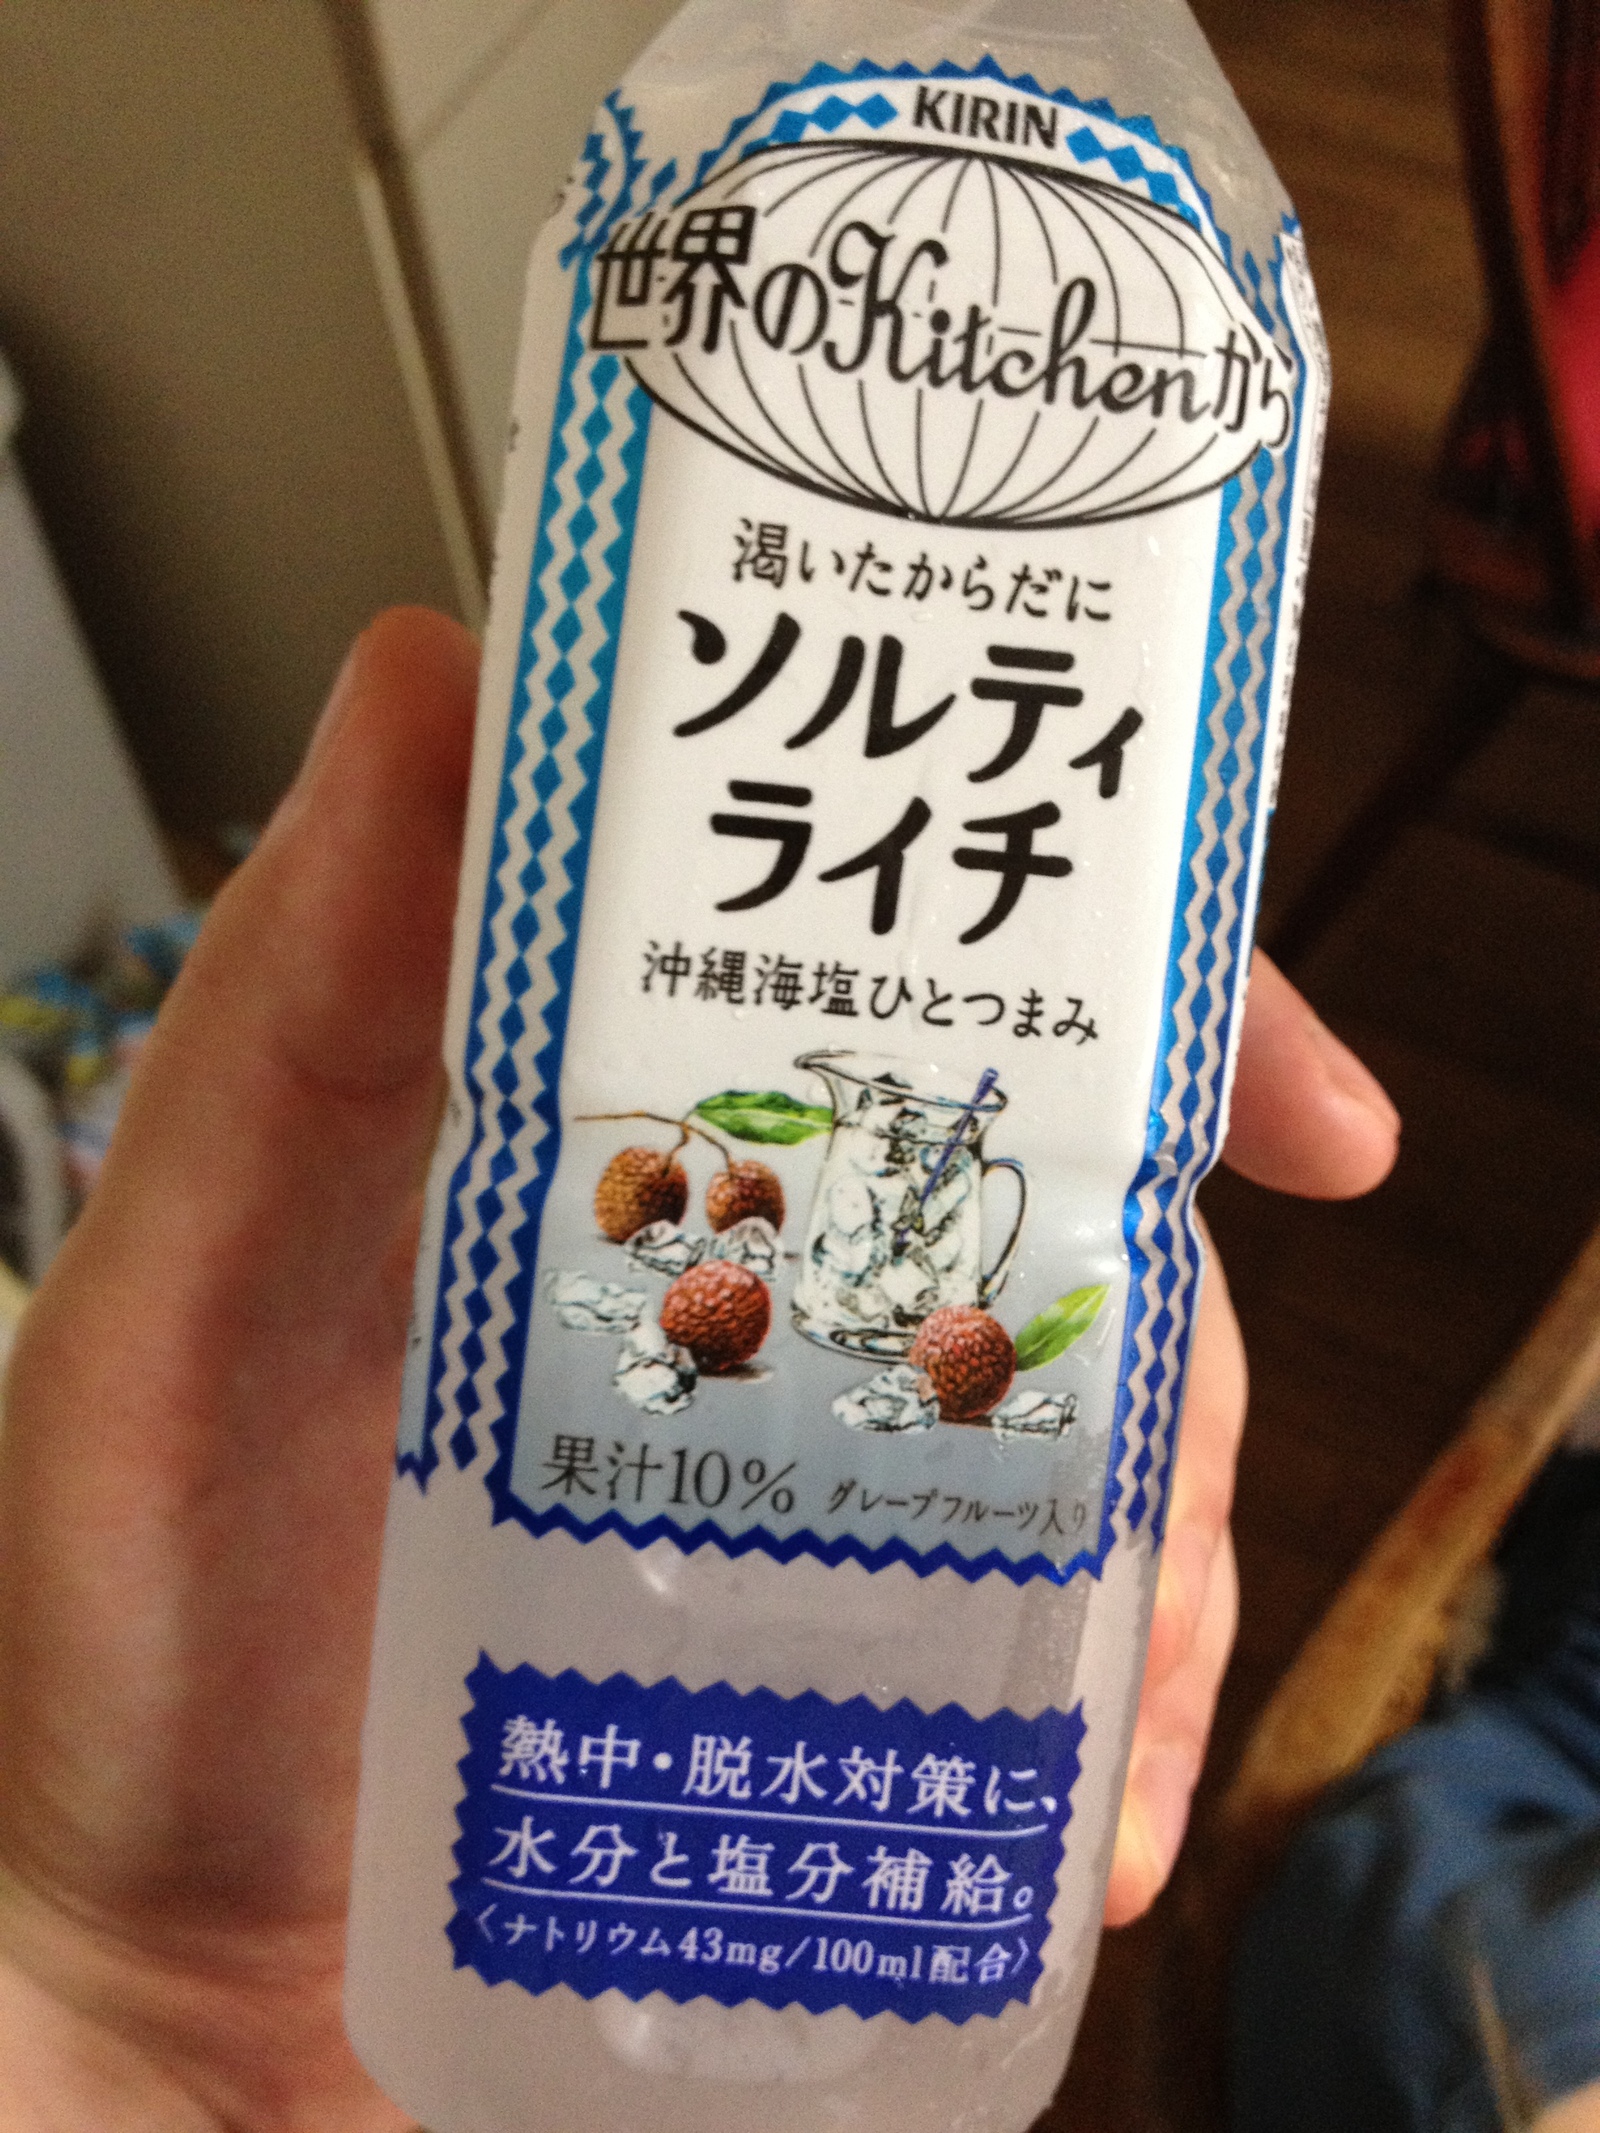 KIRIN
世界のKitchenから
渇いたからだに
ソルティ
ライチ
沖縄海塩ひとつまみ
果汁10% グレープフルーツ入り
熱中・脱水対策に、
水分と塩分補給。
〈ナトリウム43mg/100ml配合〉